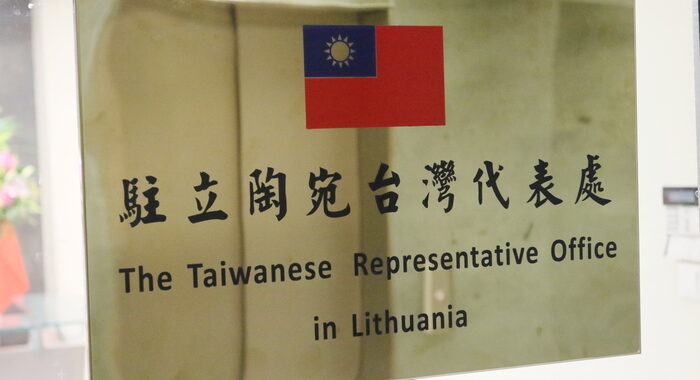 駐立陶宛台灣代表處
The Taiwanese Representative Office
in Lithuania